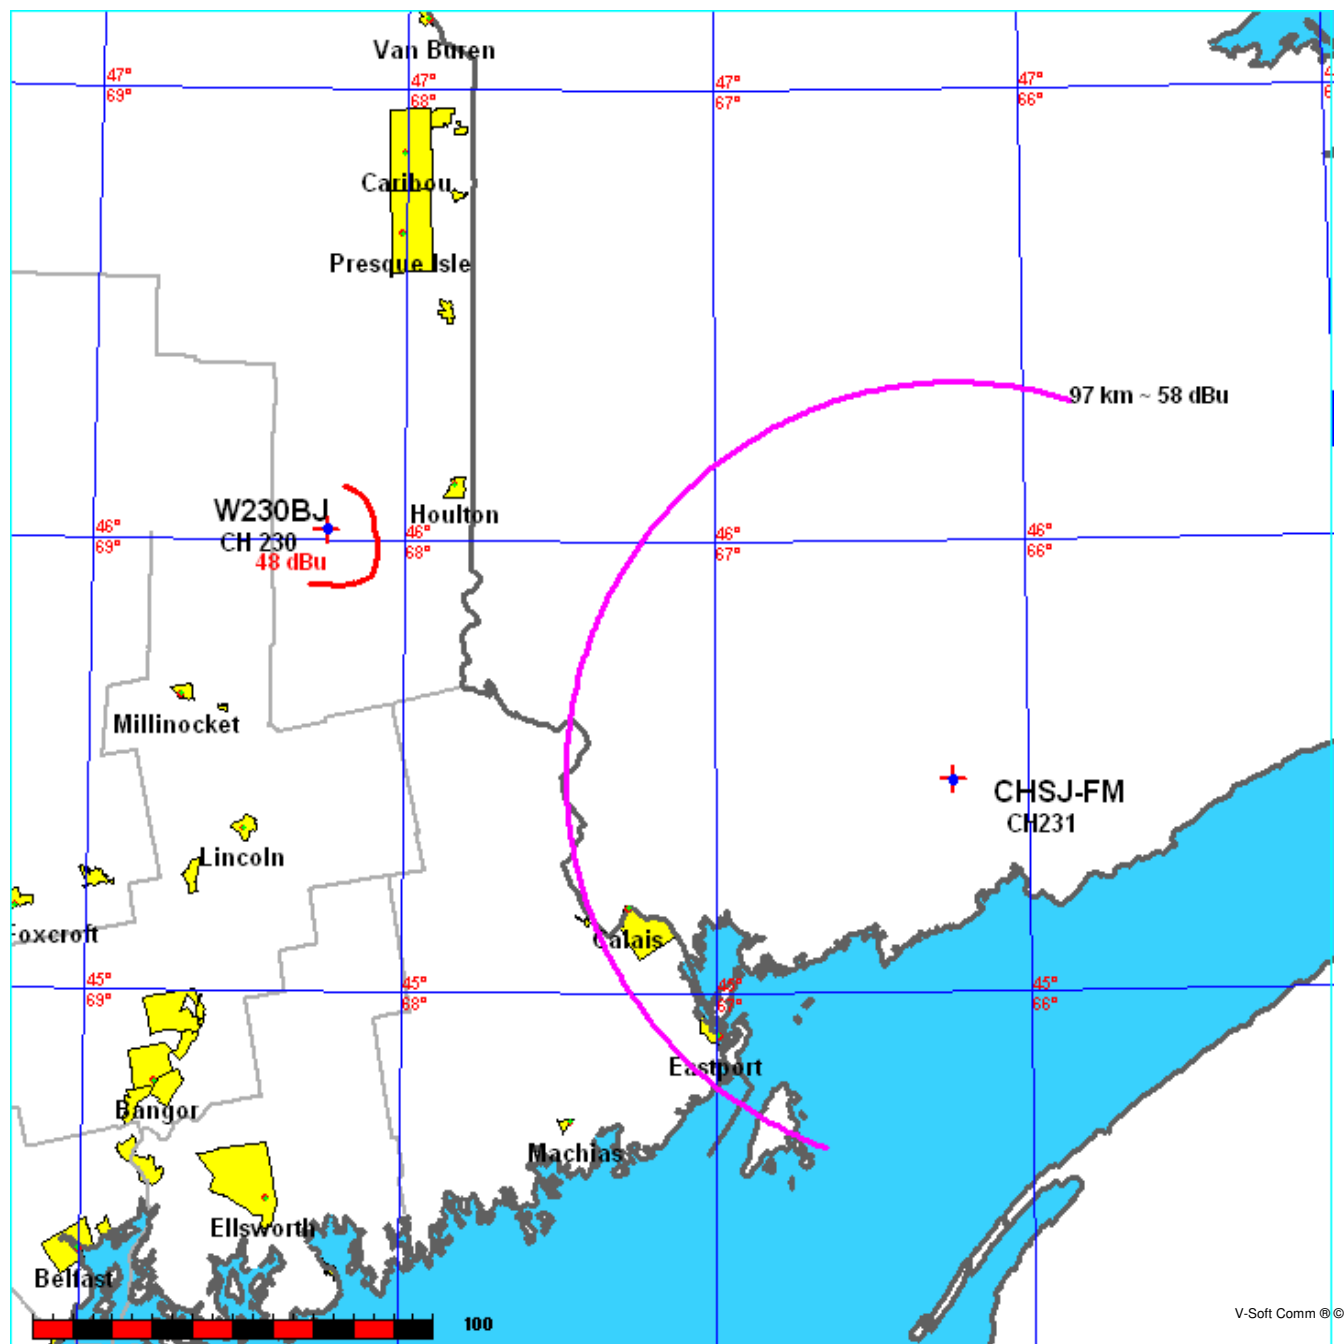 Van Buren
47°
69°
47°
68°
47°
67°
47°
66°
Caribou
Presque Isle
97 km ~ 58 dBu
W230BJ
CH 230
48 dBu
Houlton
46°
69°
46°
68°
46°
67°
46°
66°
Millinocket
CHSJ-FM
CH231
Lincoln
Foxcroft
Calais
45°
69°
45°
68°
45°
67°
45°
66°
Eastport
Bangor
Machias
Ellsworth
Belfast
100
V-Soft Comm ® ©